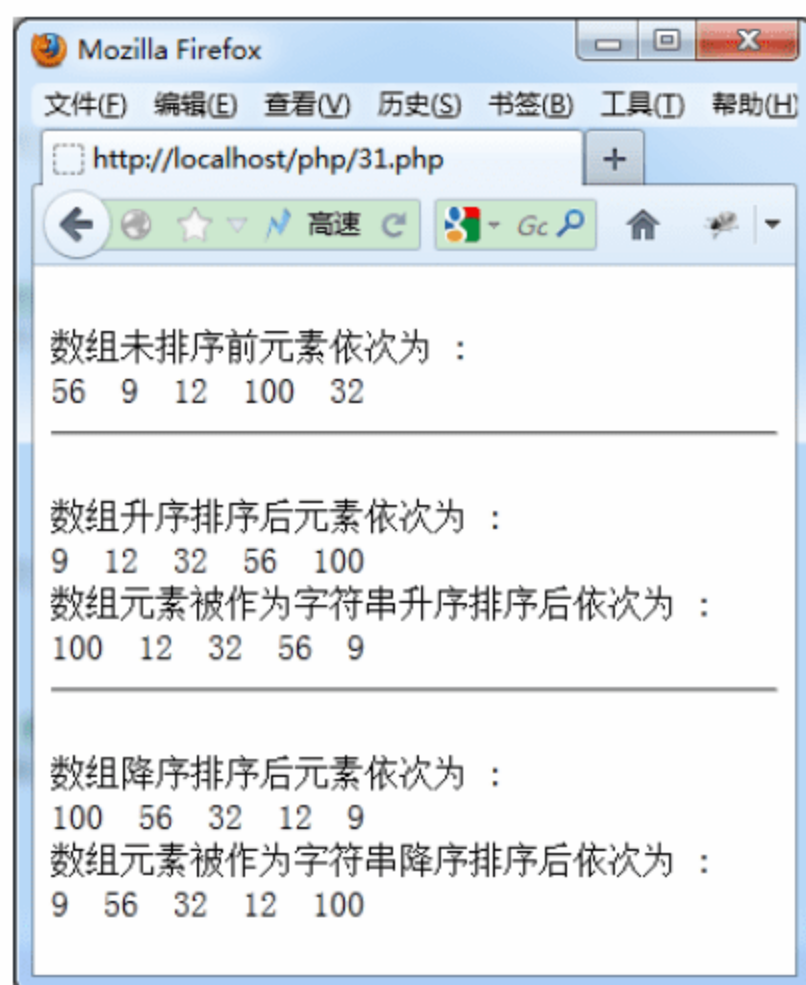 Mozilla Firefox
文件(F) 编辑(E) 查看(V) 历史(S) 书签(B) 工具(T) 帮助(H)
http://localhost/php/31.php
高速 Gc
数组未排序前元素依次为 :
56 9 12 100 32
数组升序排序后元素依次为 :
9 12 32 56 100
数组元素被作为字符串升序排序后依次为 :
100 12 32 56 9
数组降序排序后元素依次为 :
100 56 32 12 9
数组元素被作为字符串降序排序后依次为 :
9 56 32 12 100